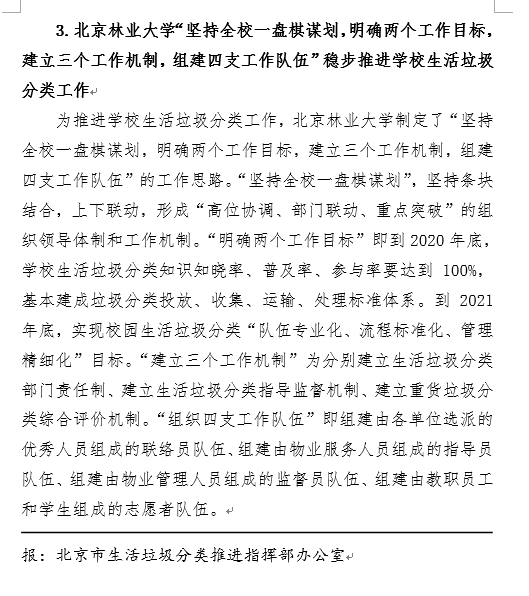 3. 北京林业大学“坚持全校一盘棋谋划，明确两个工作目标，
建立三个工作机制，组建四支工作队伍”稳步推进学校生活垃圾
分类工作
为推进学校生活垃圾分类工作，北京林业大学制定了“坚持
全校一盘棋谋划，明确两个工作目标，建立三个工作机制，组建
四支工作队伍”的工作思路。“坚持全校一盘棋谋划”，坚持条块
结合，上下联动，形成“高位协调、部门联动、重点突破”的组
织领导体制和工作机制。“明确两个工作目标”即到 2020 年底，
学校生活垃圾分类知识知晓率、普及率、参与率要达到 100%，
基本建成垃圾分类投放、收集、运输、处理标准体系。到 2021
年底，实现校园生活垃圾分类“队伍专业化、流程标准化、管理
精细化”目标。“建立三个工作机制”为分别建立生活垃圾分类
部门责任制、建立生活垃圾分类指导监督机制、建立重货垃圾分
类综合评价机制。“组织四支工作队伍”即组建由各单位选派的
优秀人员组成的联络员队伍、组建由物业服务人员组成的指导员
队伍、组建由物业管理人员组成的监督员队伍、组建由教职员工
和学生组成的志愿者队伍。
报：北京市生活垃圾分类推进指挥部办公室